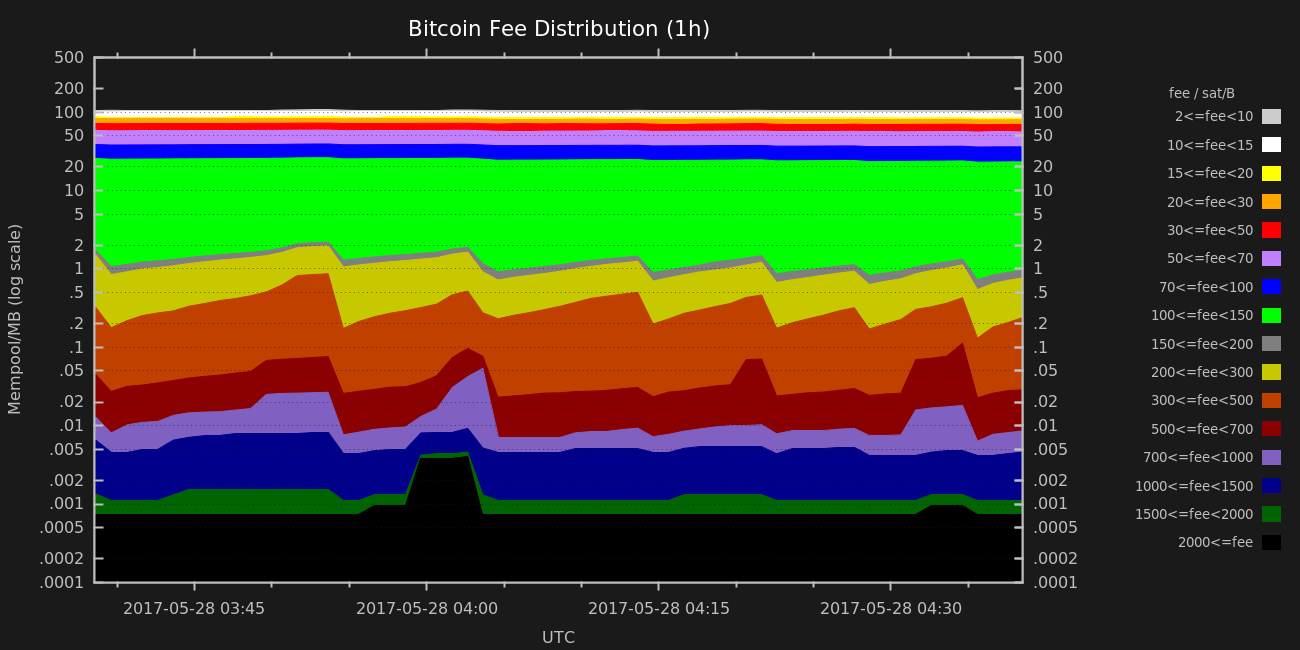 Bitcoin Fee Distribution (1h)
Mempool/MB (log scale)
500
200
100
50
20
10
5
2
1
.5
.2
.1
.05
.02
.01
.005
.002
.001
.0005
.0002
.0001
500
200
100
50
20
10
5
2
1
.5
.2
.1
.05
.02
.01
.005
.002
.001
.0005
.0002
.0001
2017-05-28 03:45 2017-05-28 04:00 2017-05-28 04:15 2017-05-28 04:30
UTC
fee / sat/B
2<=fee<10
10<=fee<15
15<=fee<20
20<=fee<30
30<=fee<50
50<=fee<70
70<=fee<100
100<=fee<150
150<=fee<200
200<=fee<300
300<=fee<500
500<=fee<700
700<=fee<1000
1000<=fee<1500
1500<=fee<2000
2000<=fee